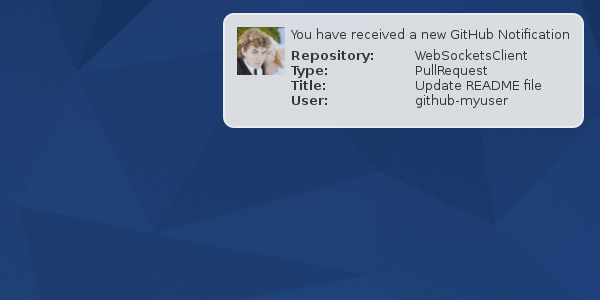 You have received a new GitHub Notification
Repository: WebSocketsClient
Type: PullRequest
Title: Update README file
User: github-myuser